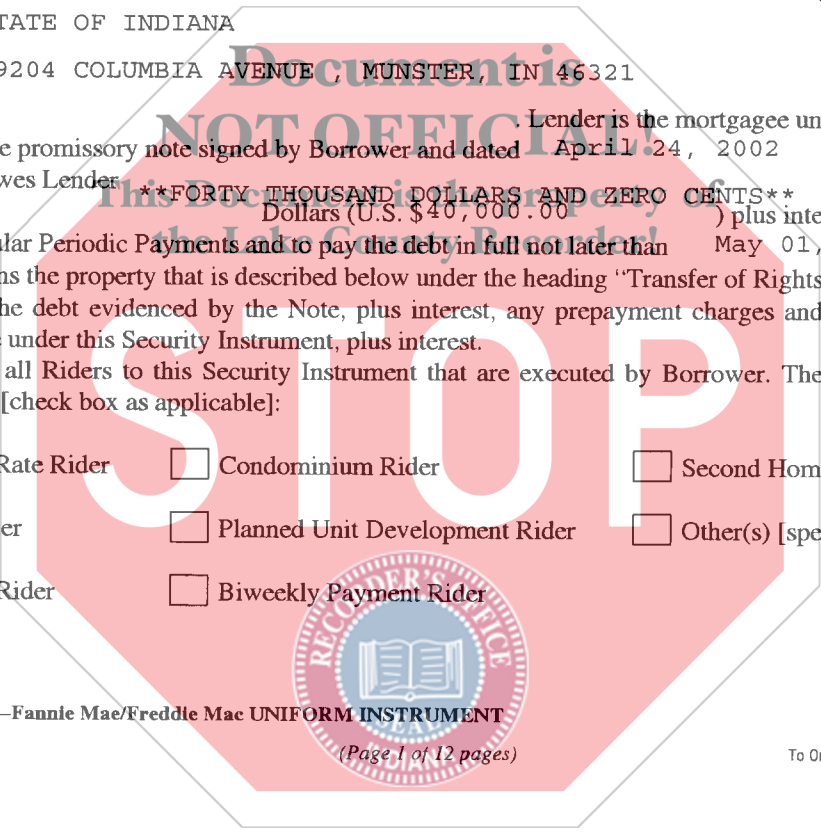 TATE OF INDIANA
9204 COLUMBIA AVENUE , MUNSTER, IN 46321
Document is
NOT OFFICIAL!
This Document is the property of
the Lake County Recorder!
. Lender is the mortgagee un
e promissory note signed by Borrower and dated April 24, 2002
wes Lender **FORTY THOUSAND DOLLARS AND ZERO CENTS**
Dollars (U.S. $40,000.00 ) plus inte
lar Periodic Payments and to pay the debt in full not later than May 01,
ns the property that is described below under the heading "Transfer of Rights
he debt evidenced by the Note, plus interest, any prepayment charges and
under this Security Instrument, plus interest.
all Riders to this Security Instrument that are executed by Borrower. The
[check box as applicable]:
STOP
Rate Rider Condominium Rider Second Hom
er Planned Unit Development Rider Other(s) [spe
Rider Biweekly Payment Rider
RECORDER'S OFFICE
SEAL
INDIANA
–Fannie Mae/Freddie Mac UNIFORM INSTRUMENT
(Page 1 of 12 pages)
To Or